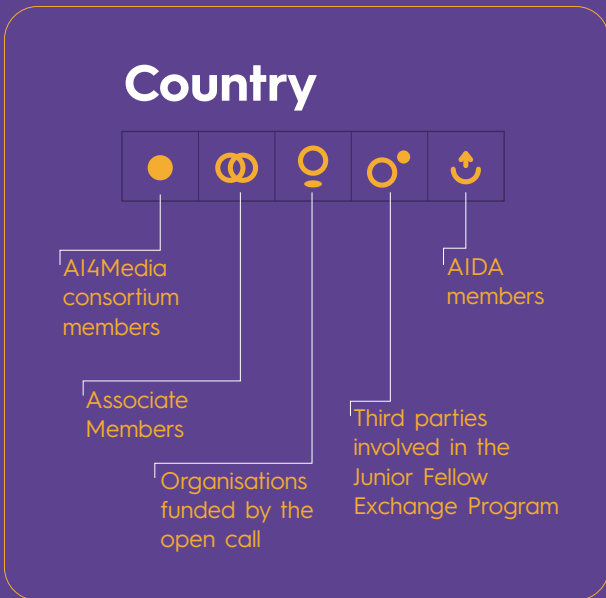 Country
AI4Media
consortium
members
Associate
Members
Organisations
funded by the
open call
Third parties
involved in the
Junior Fellow
Exchange Program
AIDA
members